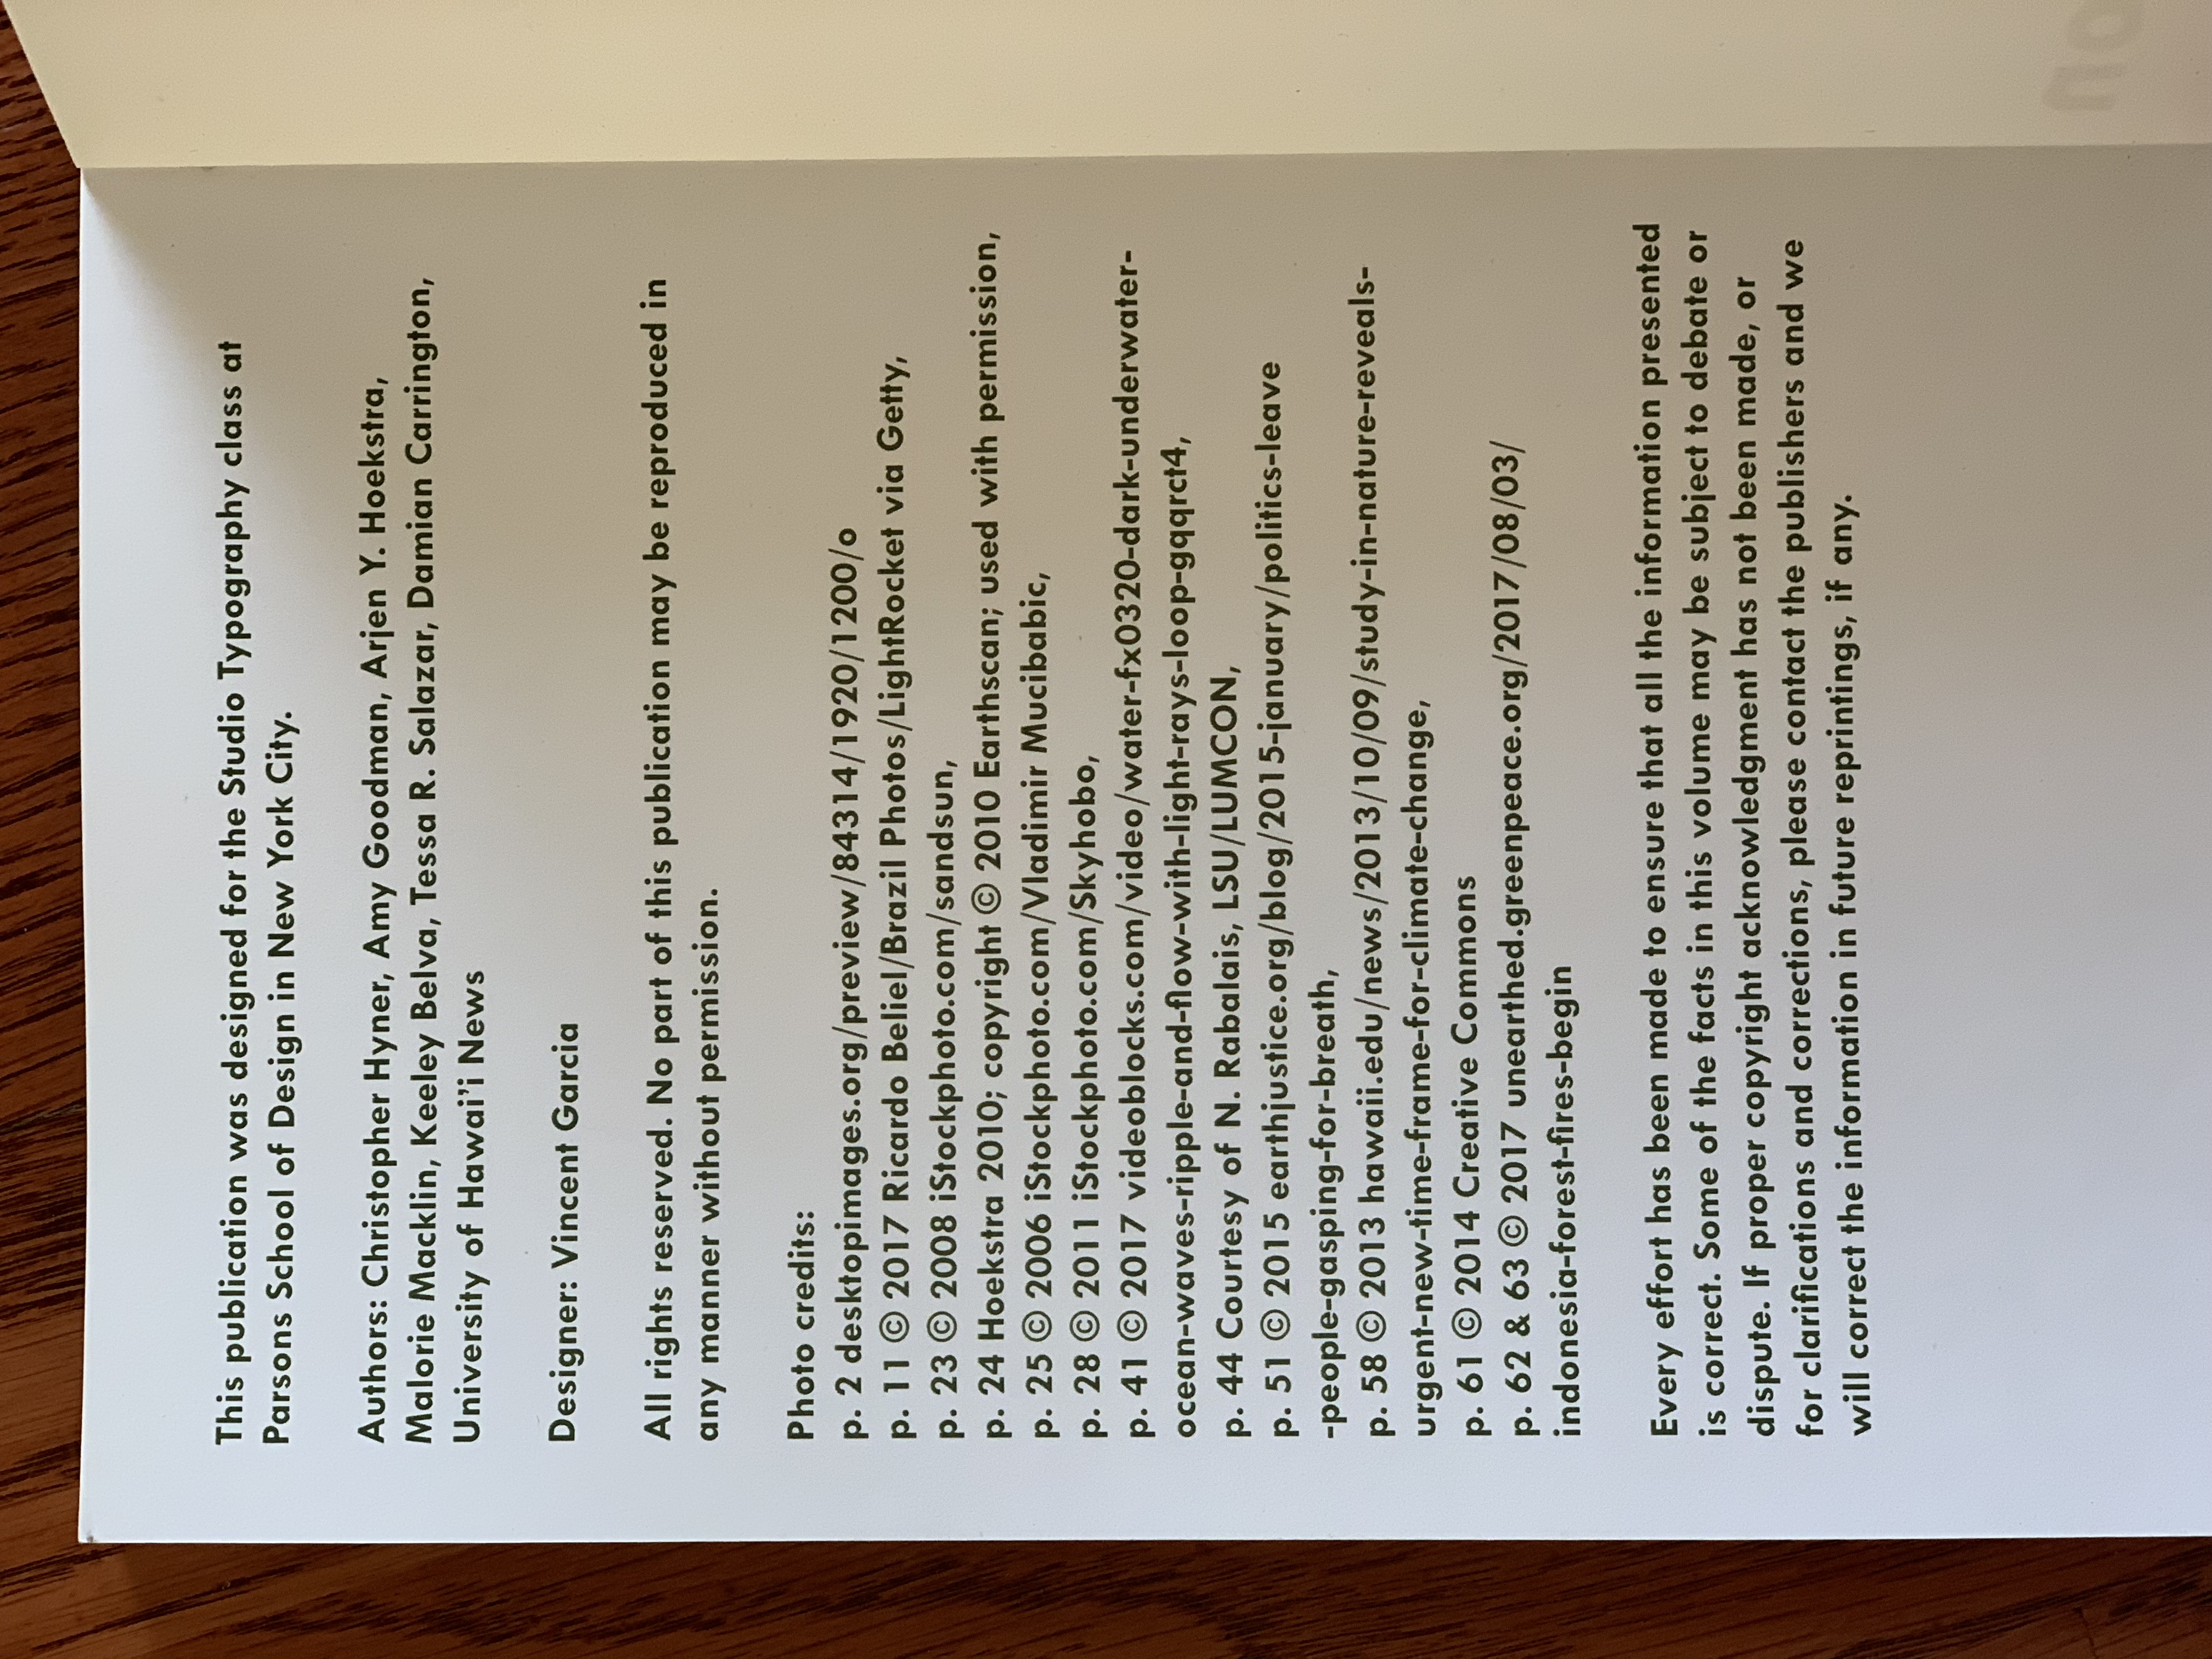 This publication was designed for the Studio Typography class at
Parsons School of Design in New York City.
Authors: Christopher Hyner, Amy Goodman, Arjen Y. Hoekstra,
Malorie Macklin, Keeley Belva, Tessa R. Salazar, Damian Carrington,
University of Hawai’i News
Designer: Vincent Garcia
All rights reserved. No part of this publication may be reproduced in
any manner without permission.
Photo credits:
p. 2 desktopimages.org/preview/84314/1920/1200/o
p. 11 © 2017 Ricardo Beliel/Brazil Photos/LightRocket via Getty,
p. 23 © 2008 iStockphoto.com/sandsun,
p. 24 Hoekstra 2010; copyright © 2010 Earthscan; used with permission,
p. 25 © 2006 iStockphoto.com/Vladimir Mucibabic,
p. 28 © 2011 iStockphoto.com/Skyhobo,
p. 41 © 2017 videoblocks.com/video/water-fx0320-dark-underwater-
ocean-waves-ripple-and-flow-with-light-rays-loop-gqqrct4,
p. 44 Courtesy of N. Rabalais, LSU/LUMCON,
p. 51 © 2015 earthjustice.org/blog/2015-january/politics-leave
-people-gasping-for-breath,
p. 58 © 2013 hawaii.edu/news/2013/10/09/study-in-nature-reveals-
urgent-new-time-frame-for-climate-change,
p. 61 © 2014 Creative Commons
p. 62 & 63 © 2017 unearthed.greenpeace.org/2017/08/03/
indonesia-forest-fires-begin
Every effort has been made to ensure that all the information presented
is correct. Some of the facts in this volume may be subject to debate or
dispute. If proper copyright acknowledgment has not been made, or
for clarifications and corrections, please contact the publishers and we
will correct the information in future reprintings, if any.